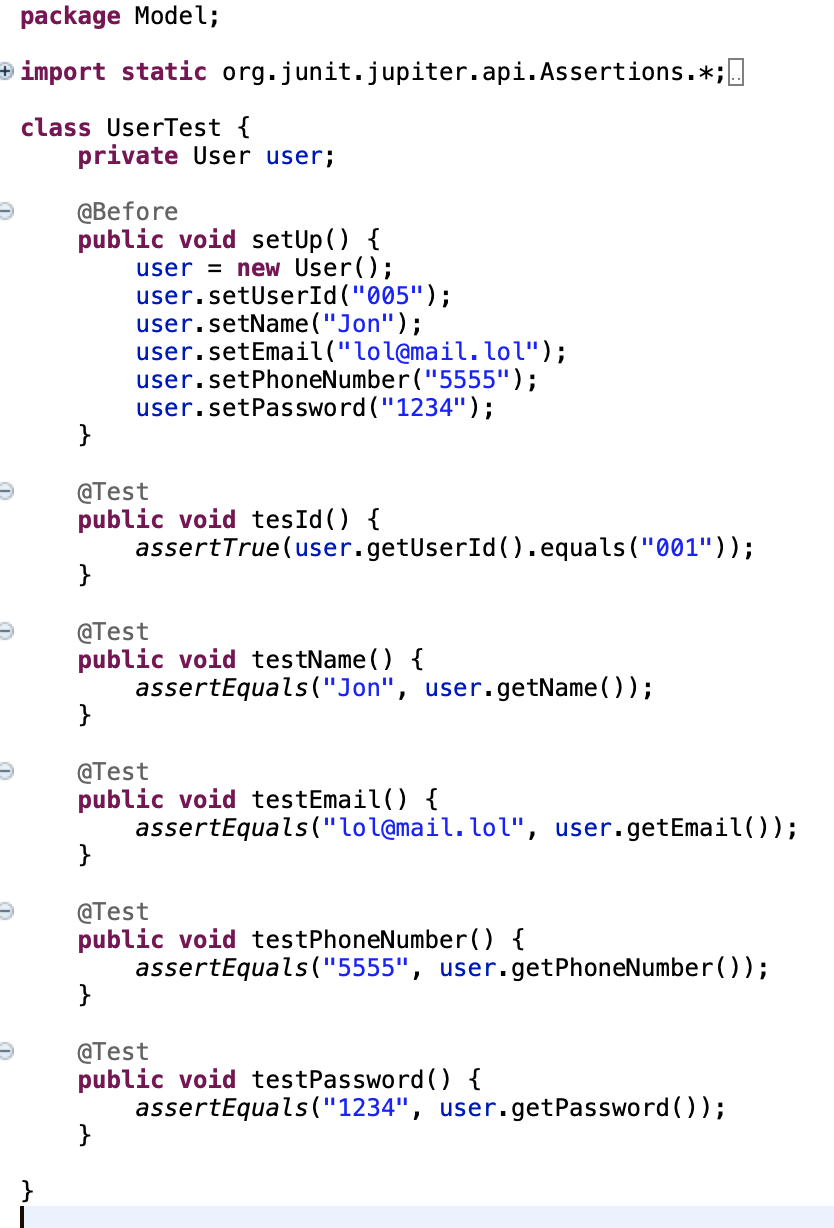 package Model;
import static org.junit.jupiter.api.Assertions.*;
class UserTest {
private User user;
@Before
public void setUp() {
user = new User();
user.setUserId("005");
user.setName("Jon");
user.setEmail("lol@mail.lol");
user.setPhoneNumber("5555");
user.setPassword("1234");
}
@Test
public void tesId() {
assertTrue(user.getUserId().equals("001"));
}
@Test
public void testName() {
assertEquals("Jon", user.getName());
}
@Test
public void testEmail() {
assertEquals("lol@mail.lol", user.getEmail());
}
@Test
public void testPhoneNumber() {
assertEquals("5555", user.getPhoneNumber());
}
@Test
public void testPassword() {
assertEquals("1234", user.getPassword());
}
}